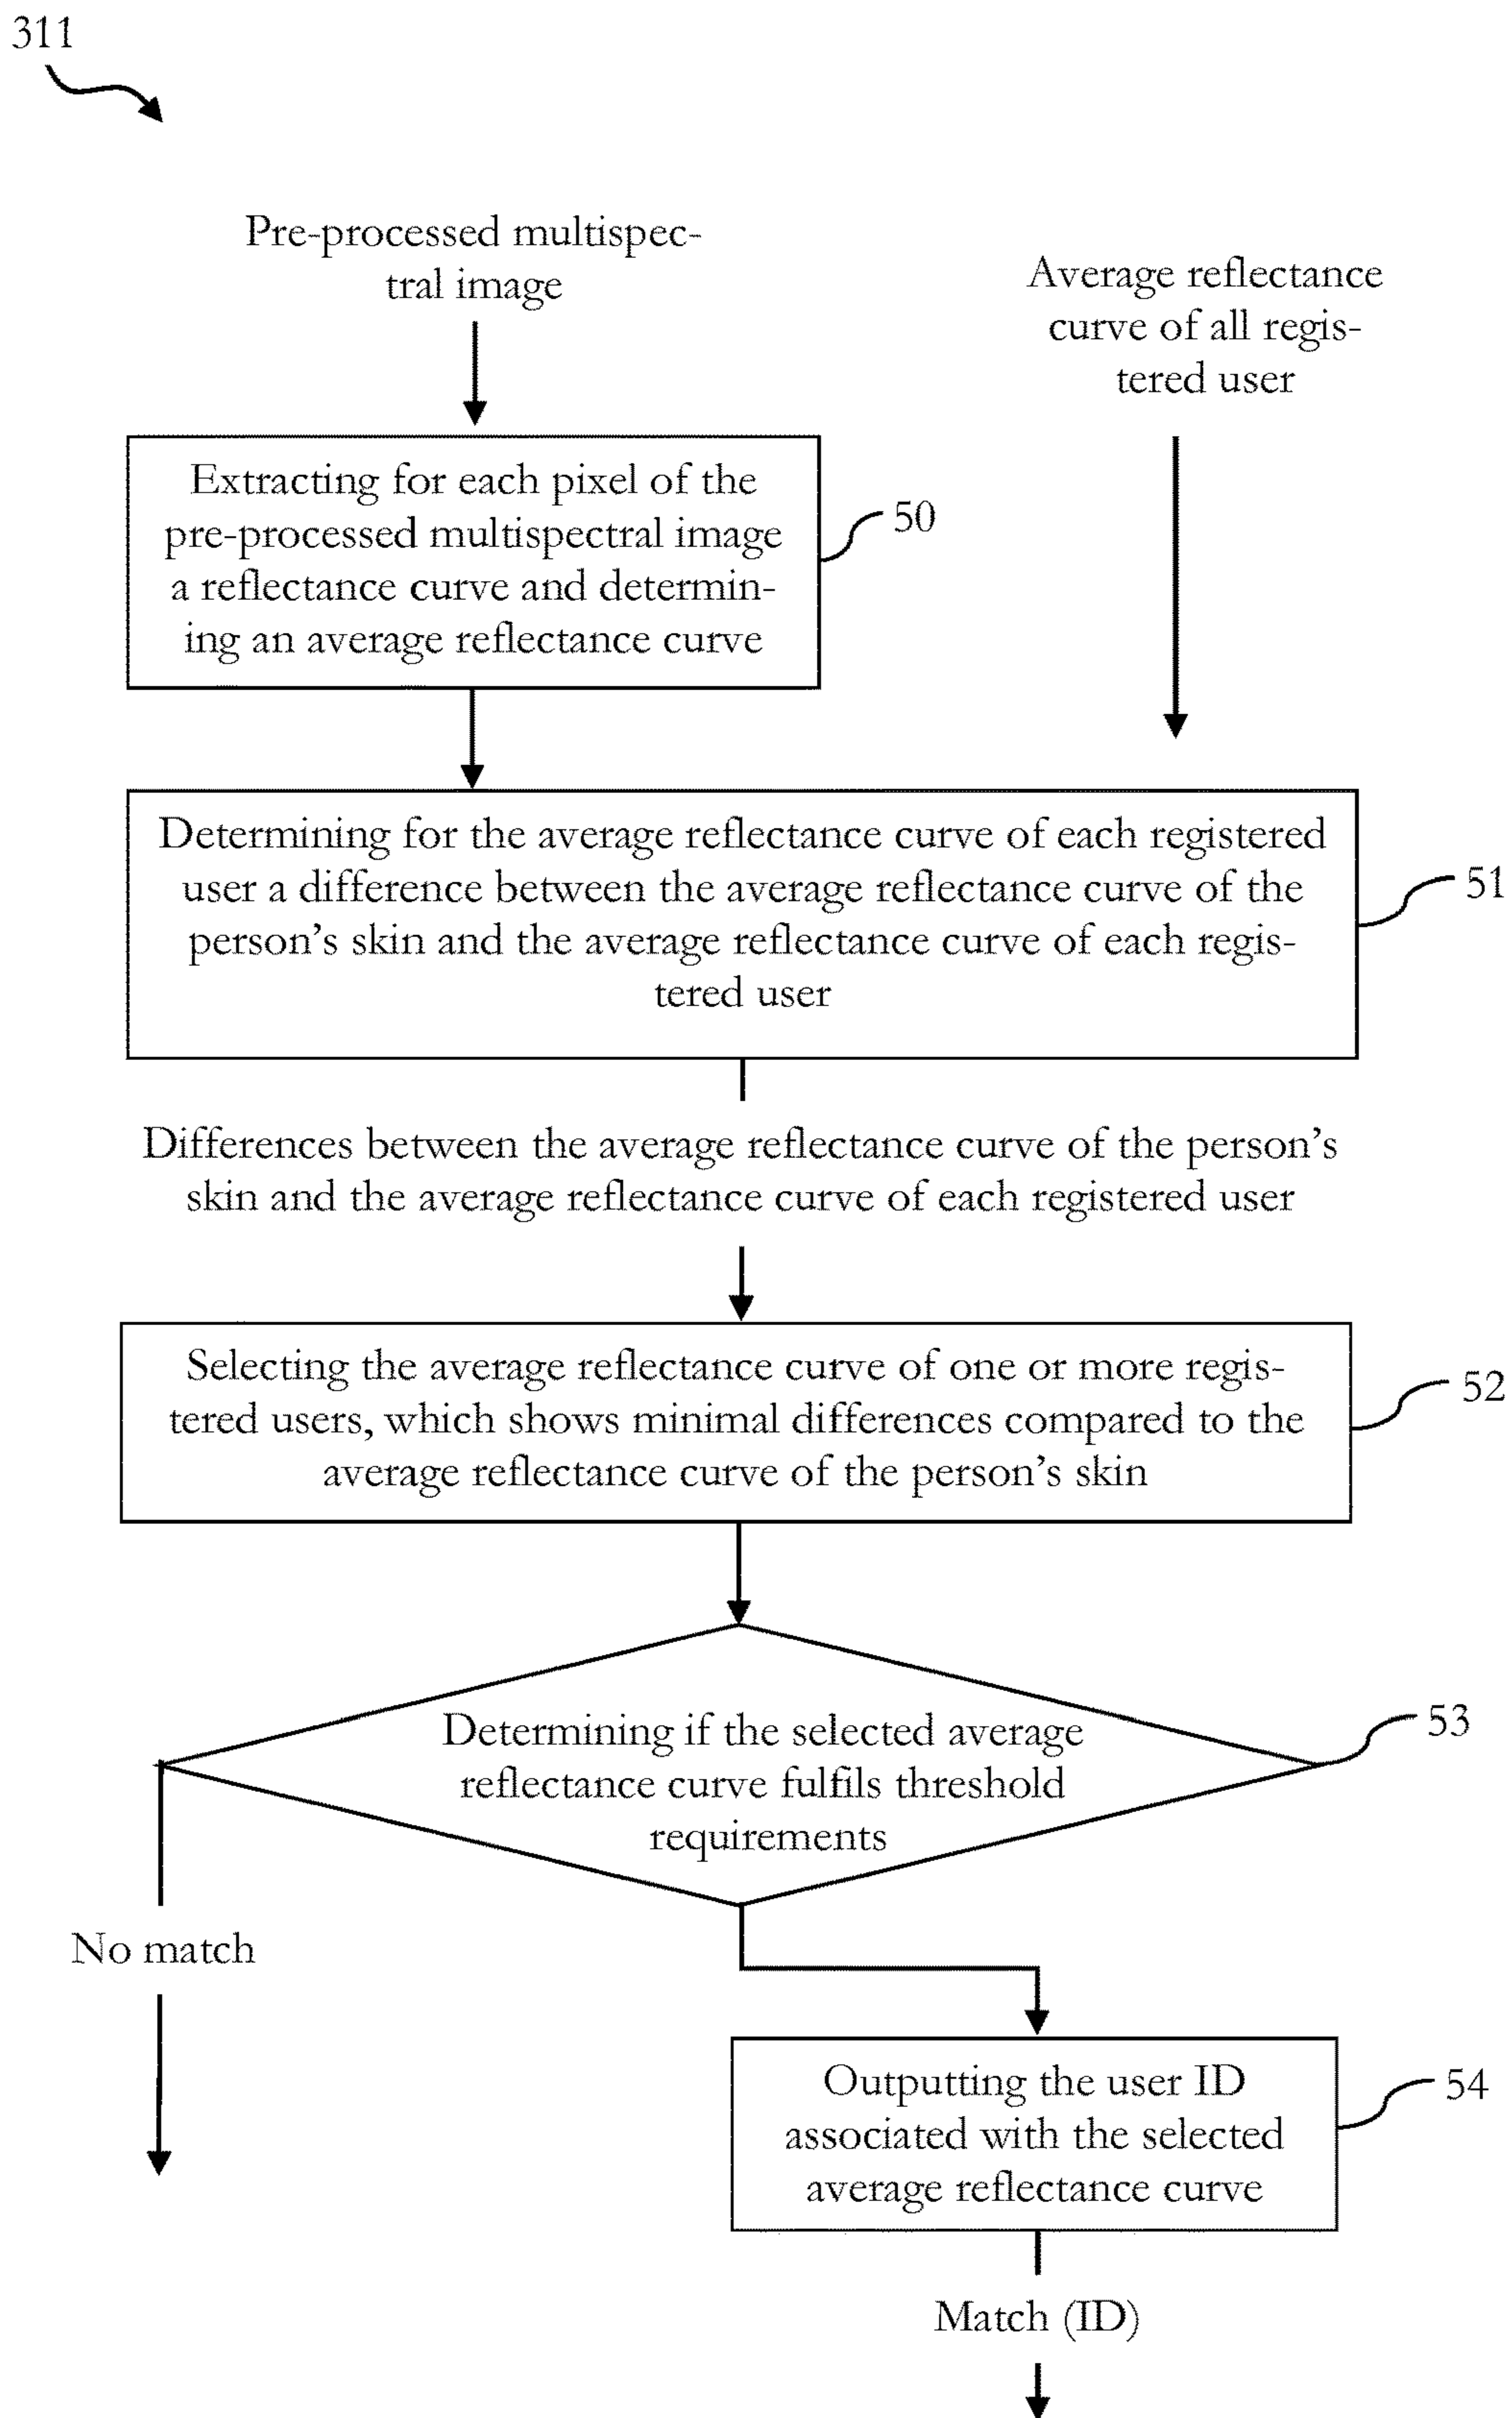 311
Pre-processed multispec-
tral image
Average reflectance
curve of all regis-
tered user
Extracting for each pixel of the
pre-processed multispectral image
a reflectance curve and determin-
ing an average reflectance curve
50
Determining for the average reflectance curve of each registered
user a difference between the average reflectance curve of the
person's skin and the average reflectance curve of each regis-
tered user
51
Differences between the average reflectance curve of the person's
skin and the average reflectance curve of each registered user
Selecting the average reflectance curve of one or more regis-
tered users, which shows minimal differences compared to the
average reflectance curve of the person's skin
52
Determining if the selected average
reflectance curve fulfils threshold
requirements
53
No match
Outputting the user ID
associated with the selected
average reflectance curve
54
Match (ID)